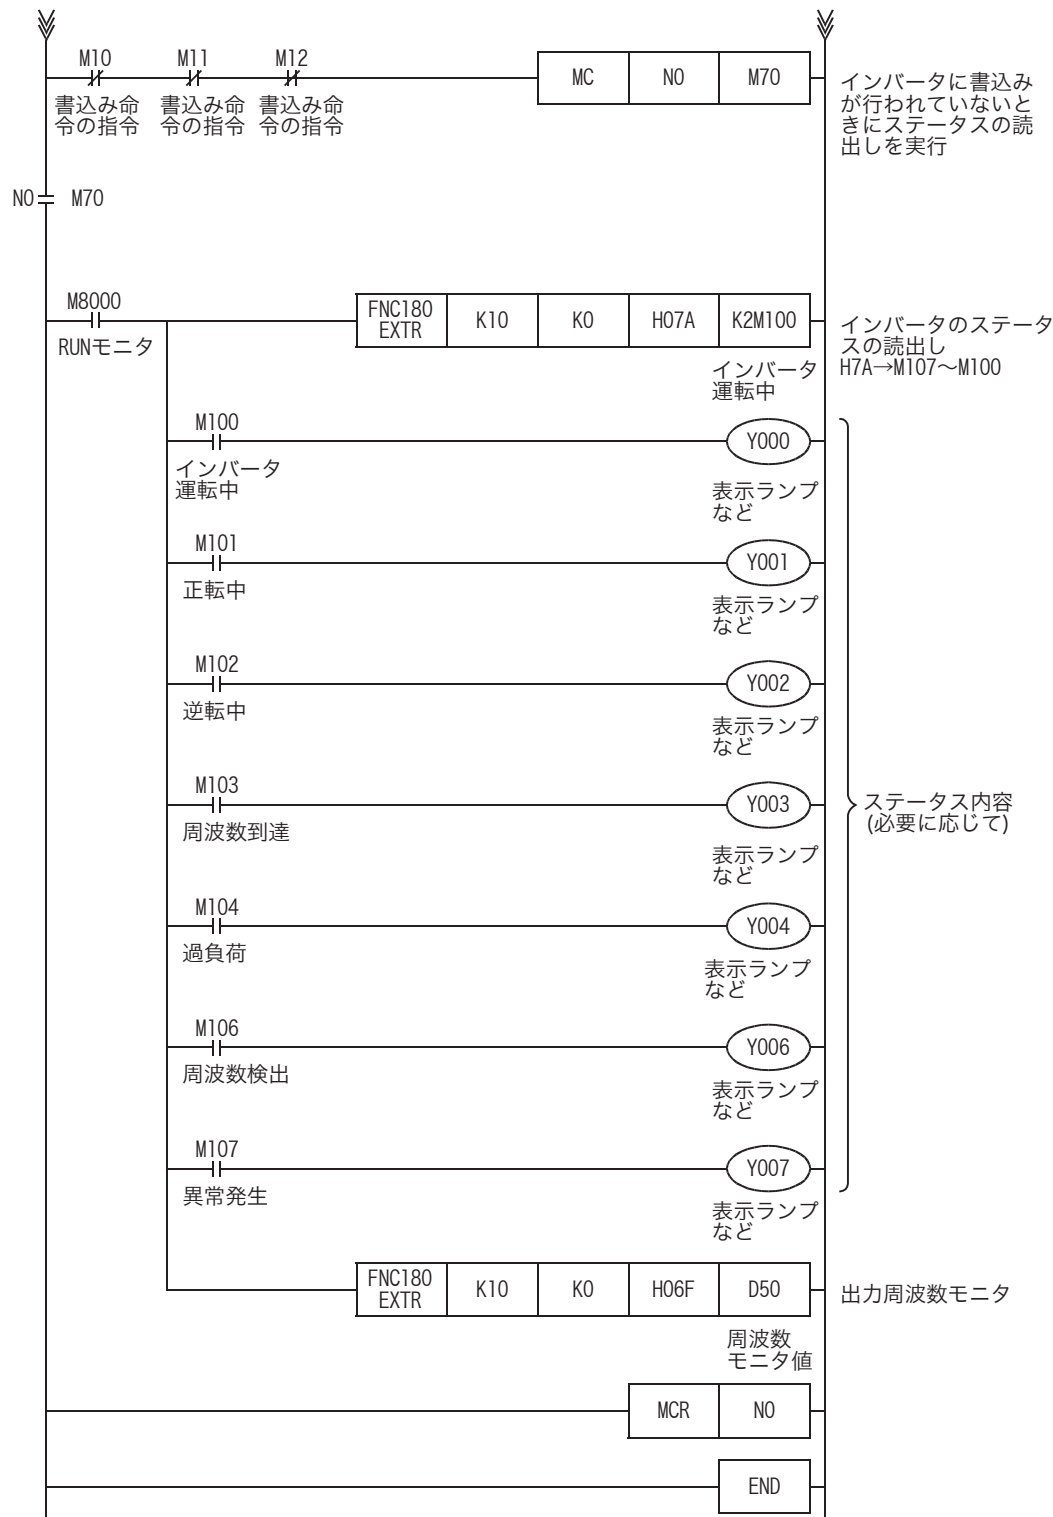 M10 M11 M12
MC N0 M70
書込み命 書込み命 書込み命
令の指令 令の指令 令の指令
インバータに書込み
が行われていないと
きにステータスの読
出しを実行
N0 M70
M8000
RUNモニタ
FNC180
EXTR K10 K0 H07A K2M100
インバータのステータ
スの読出し
H7A→M107～M100
インバータ
運転中
M100
インバータ
運転中
Y000
表示ランプ
など
M101
正転中
Y001
表示ランプ
など
M102
逆転中
Y002
表示ランプ
など
M103
周波数到達
Y003
表示ランプ
など
ステータス内容
(必要に応じて)
M104
過負荷
Y004
表示ランプ
など
M106
周波数検出
Y006
表示ランプ
など
M107
異常発生
Y007
表示ランプ
など
FNC180
EXTR K10 K0 H06F D50
出力周波数モニタ
周波数
モニタ値
MCR N0
END